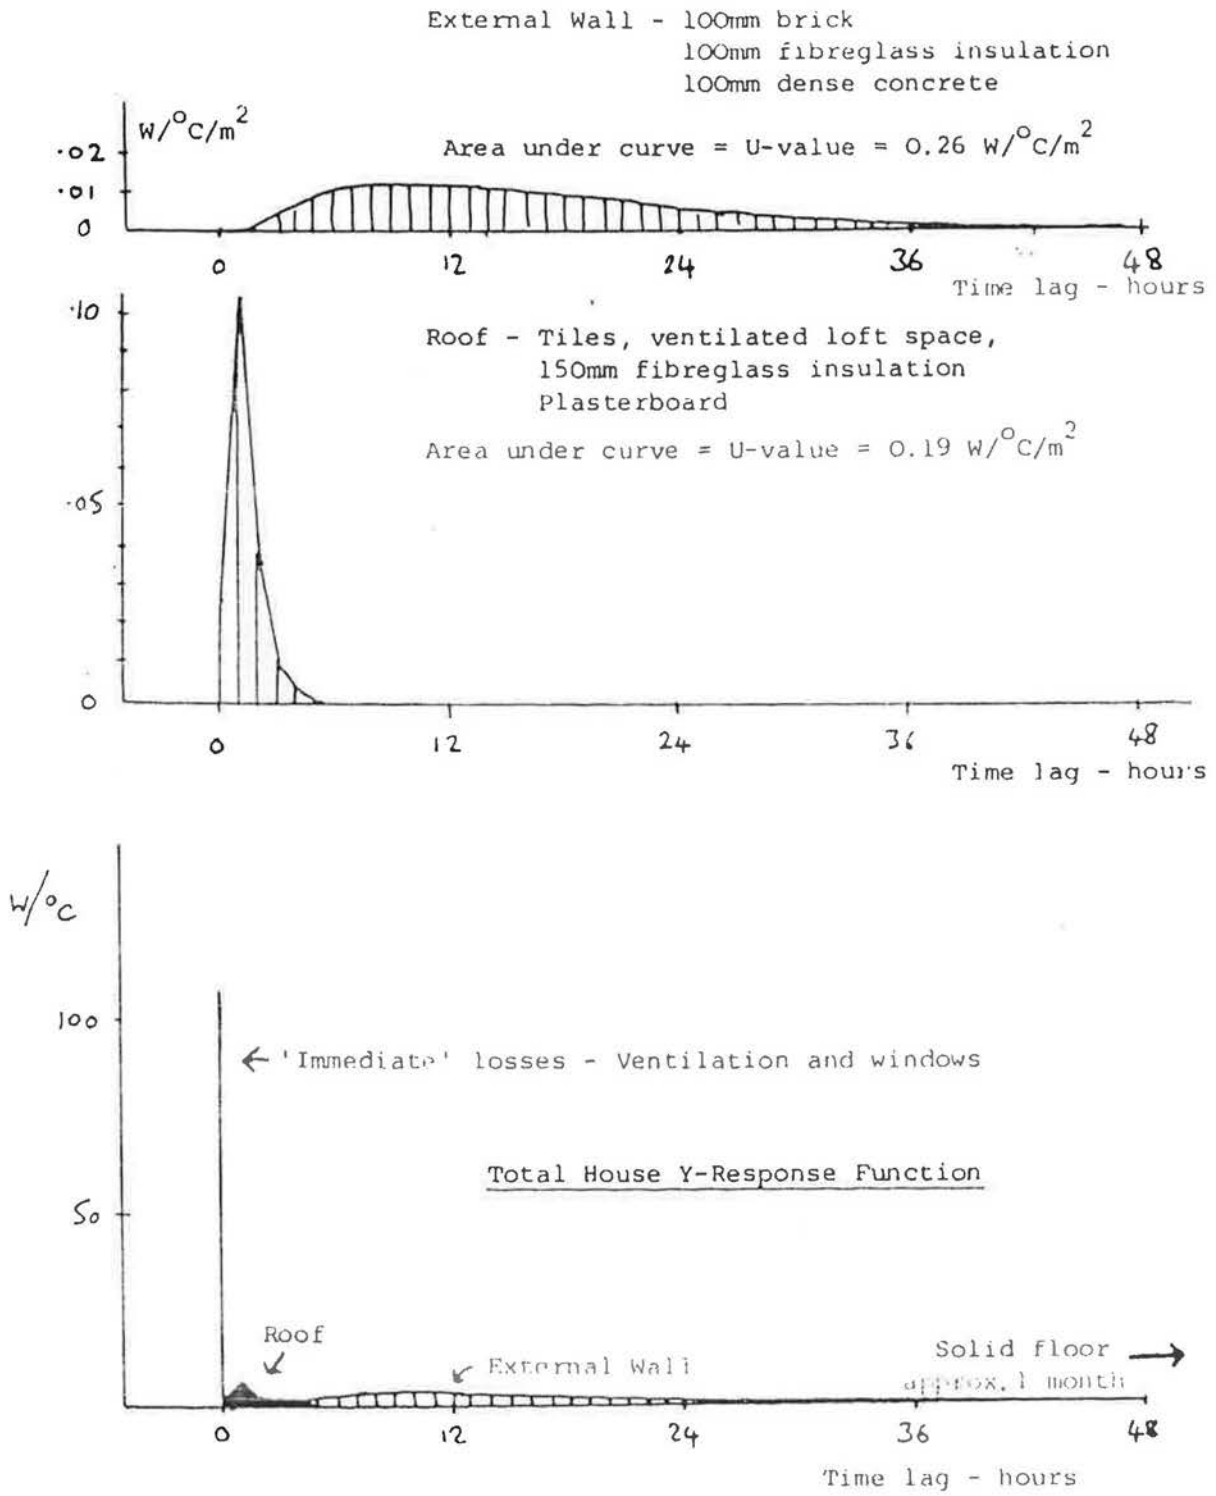 External Wall - 100mm brick
100mm fibreglass insulation
100mm dense concrete
W/°C/m²
Area under curve = U-value = 0.26 W/°C/m²
·02
·01
0
0 12 24 36 48
Time lag - hours
·10
Roof - Tiles, ventilated loft space,
150mm fibreglass insulation
Plasterboard
Area under curve = U-value = 0.19 W/°C/m²
·05
0
0 12 24 36 48
Time lag - hours
W/°C
100
← 'Immediate' losses - Ventilation and windows
Total House Y-Response Function
50
Roof
External Wall
Solid floor →
approx. 1 month
0 12 24 36 48
Time lag - hours